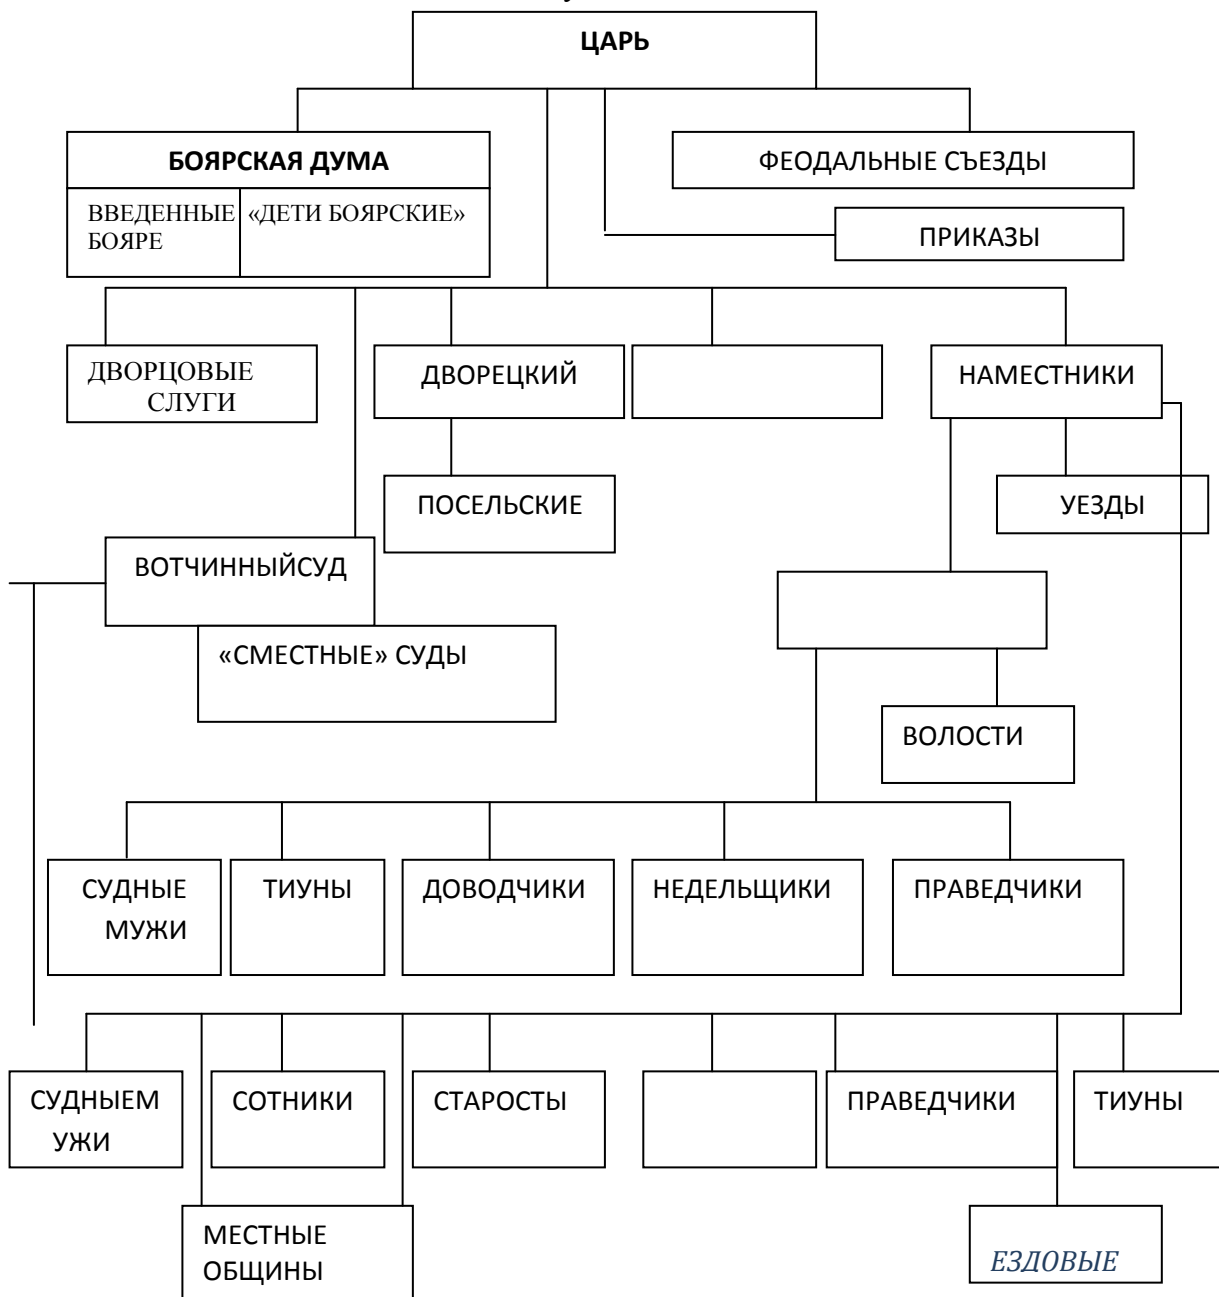 ЦАРЬ
БОЯРСКАЯ ДУМА
ФЕОДАЛЬНЫЕ СЪЕЗДЫ
ВВЕДЕННЫЕ
БОЯРЕ
«ДЕТИ БОЯРСКИЕ»
ПРИКАЗЫ
ДВОРЦОВЫЕ
СЛУГИ
ДВОРЕЦКИЙ
НАМЕСТНИКИ
ПОСЕЛЬСКИЕ
УЕЗДЫ
ВОТЧИННЫЙСУД
«СМЕСТНЫЕ» СУДЫ
ВОЛОСТИ
СУДНЫЕ
МУЖИ
ТИУНЫ
ДОВОДЧИКИ
НЕДЕЛЬЩИКИ
ПРАВЕДЧИКИ
СУДНЫЕМ
УЖИ
СОТНИКИ
СТАРОСТЫ
ПРАВЕДЧИКИ
ТИУНЫ
МЕСТНЫЕ
ОБЩИНЫ
ЕЗДОВЫЕ